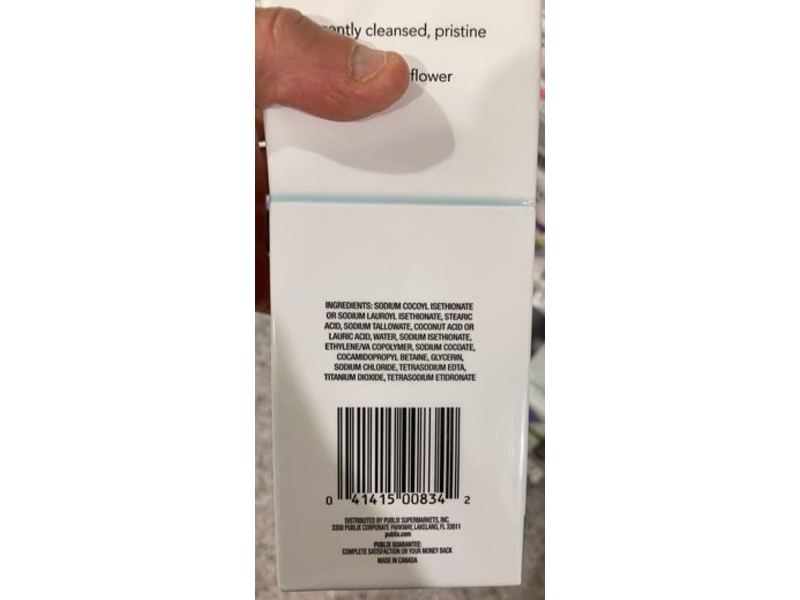 ently cleansed, pristine
flower
INGREDIENTS: SODIUM COCOYL ISETHIONATE
OR SODIUM LAUROYL ISETHIONATE, STEARIC
ACID, SODIUM TALLOWATE, COCONUT ACID OR
LAURIC ACID, WATER, SODIUM ISETHIONATE,
ETHYLENE/VA COPOLYMER, SODIUM COCOATE,
COCAMIDOPROPYL BETAINE, GLYCERIN,
SODIUM CHLORIDE, TETRASODIUM EDTA,
TITANIUM DIOXIDE, TETRASODIUM ETIDRONATE
0 41415 00834 2
DISTRIBUTED BY PUBLIX SUPERMARKETS, INC.
3300 PUBLIX CORPORATE PARKWAY, LAKELAND, FL 33811
publix.com
PUBLIX GUARANTEE:
COMPLETE SATISFACTION OR YOUR MONEY BACK
MADE IN CANADA